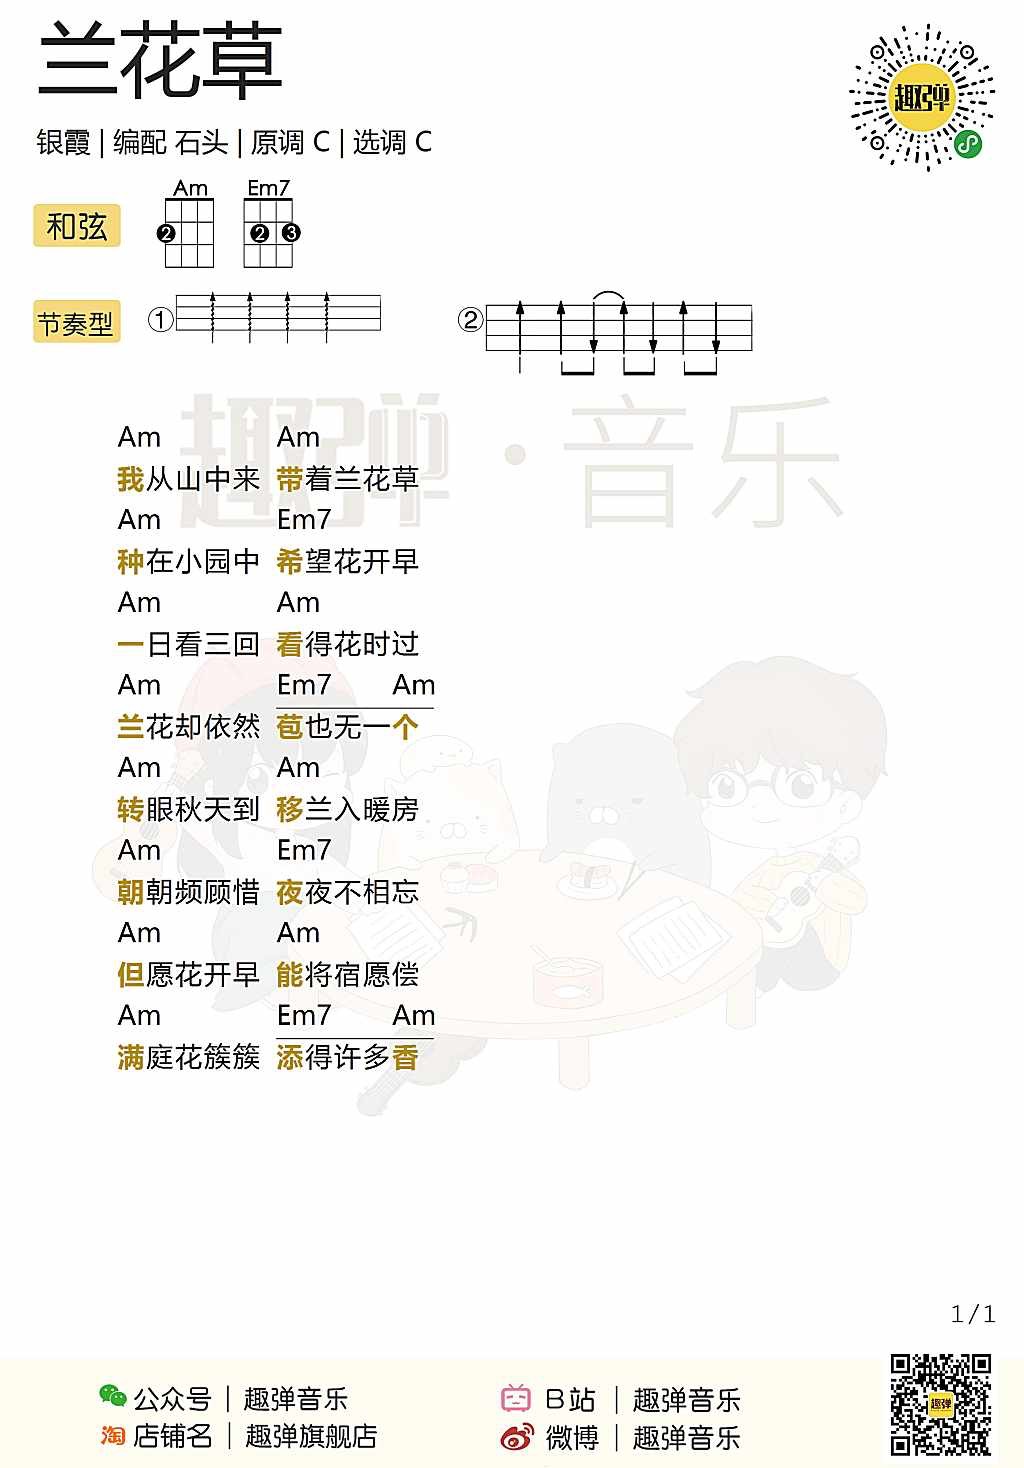 兰花草
趣弹
银霞 | 编配 石头 | 原调 C | 选调 C
和弦 Am Em7
2 2 3
节奏型 ① ②
趣弹·音乐
Am Am
我从山中来 带着兰花草
Am Em7
种在小园中 希望花开早
Am Am
一日看三回 看得花时过
Am Em7 Am
兰花却依然 苞也无一个
Am Am
转眼秋天到 移兰入暖房
Am Em7
朝朝频顾惜 夜夜不相忘
Am Am
但愿花开早 能将宿愿偿
Am Em7 Am
满庭花簇簇 添得许多香
1/1
公众号 | 趣弹音乐 B站 | 趣弹音乐
淘 店铺名 | 趣弹旗舰店 微博 | 趣弹音乐
趣弹